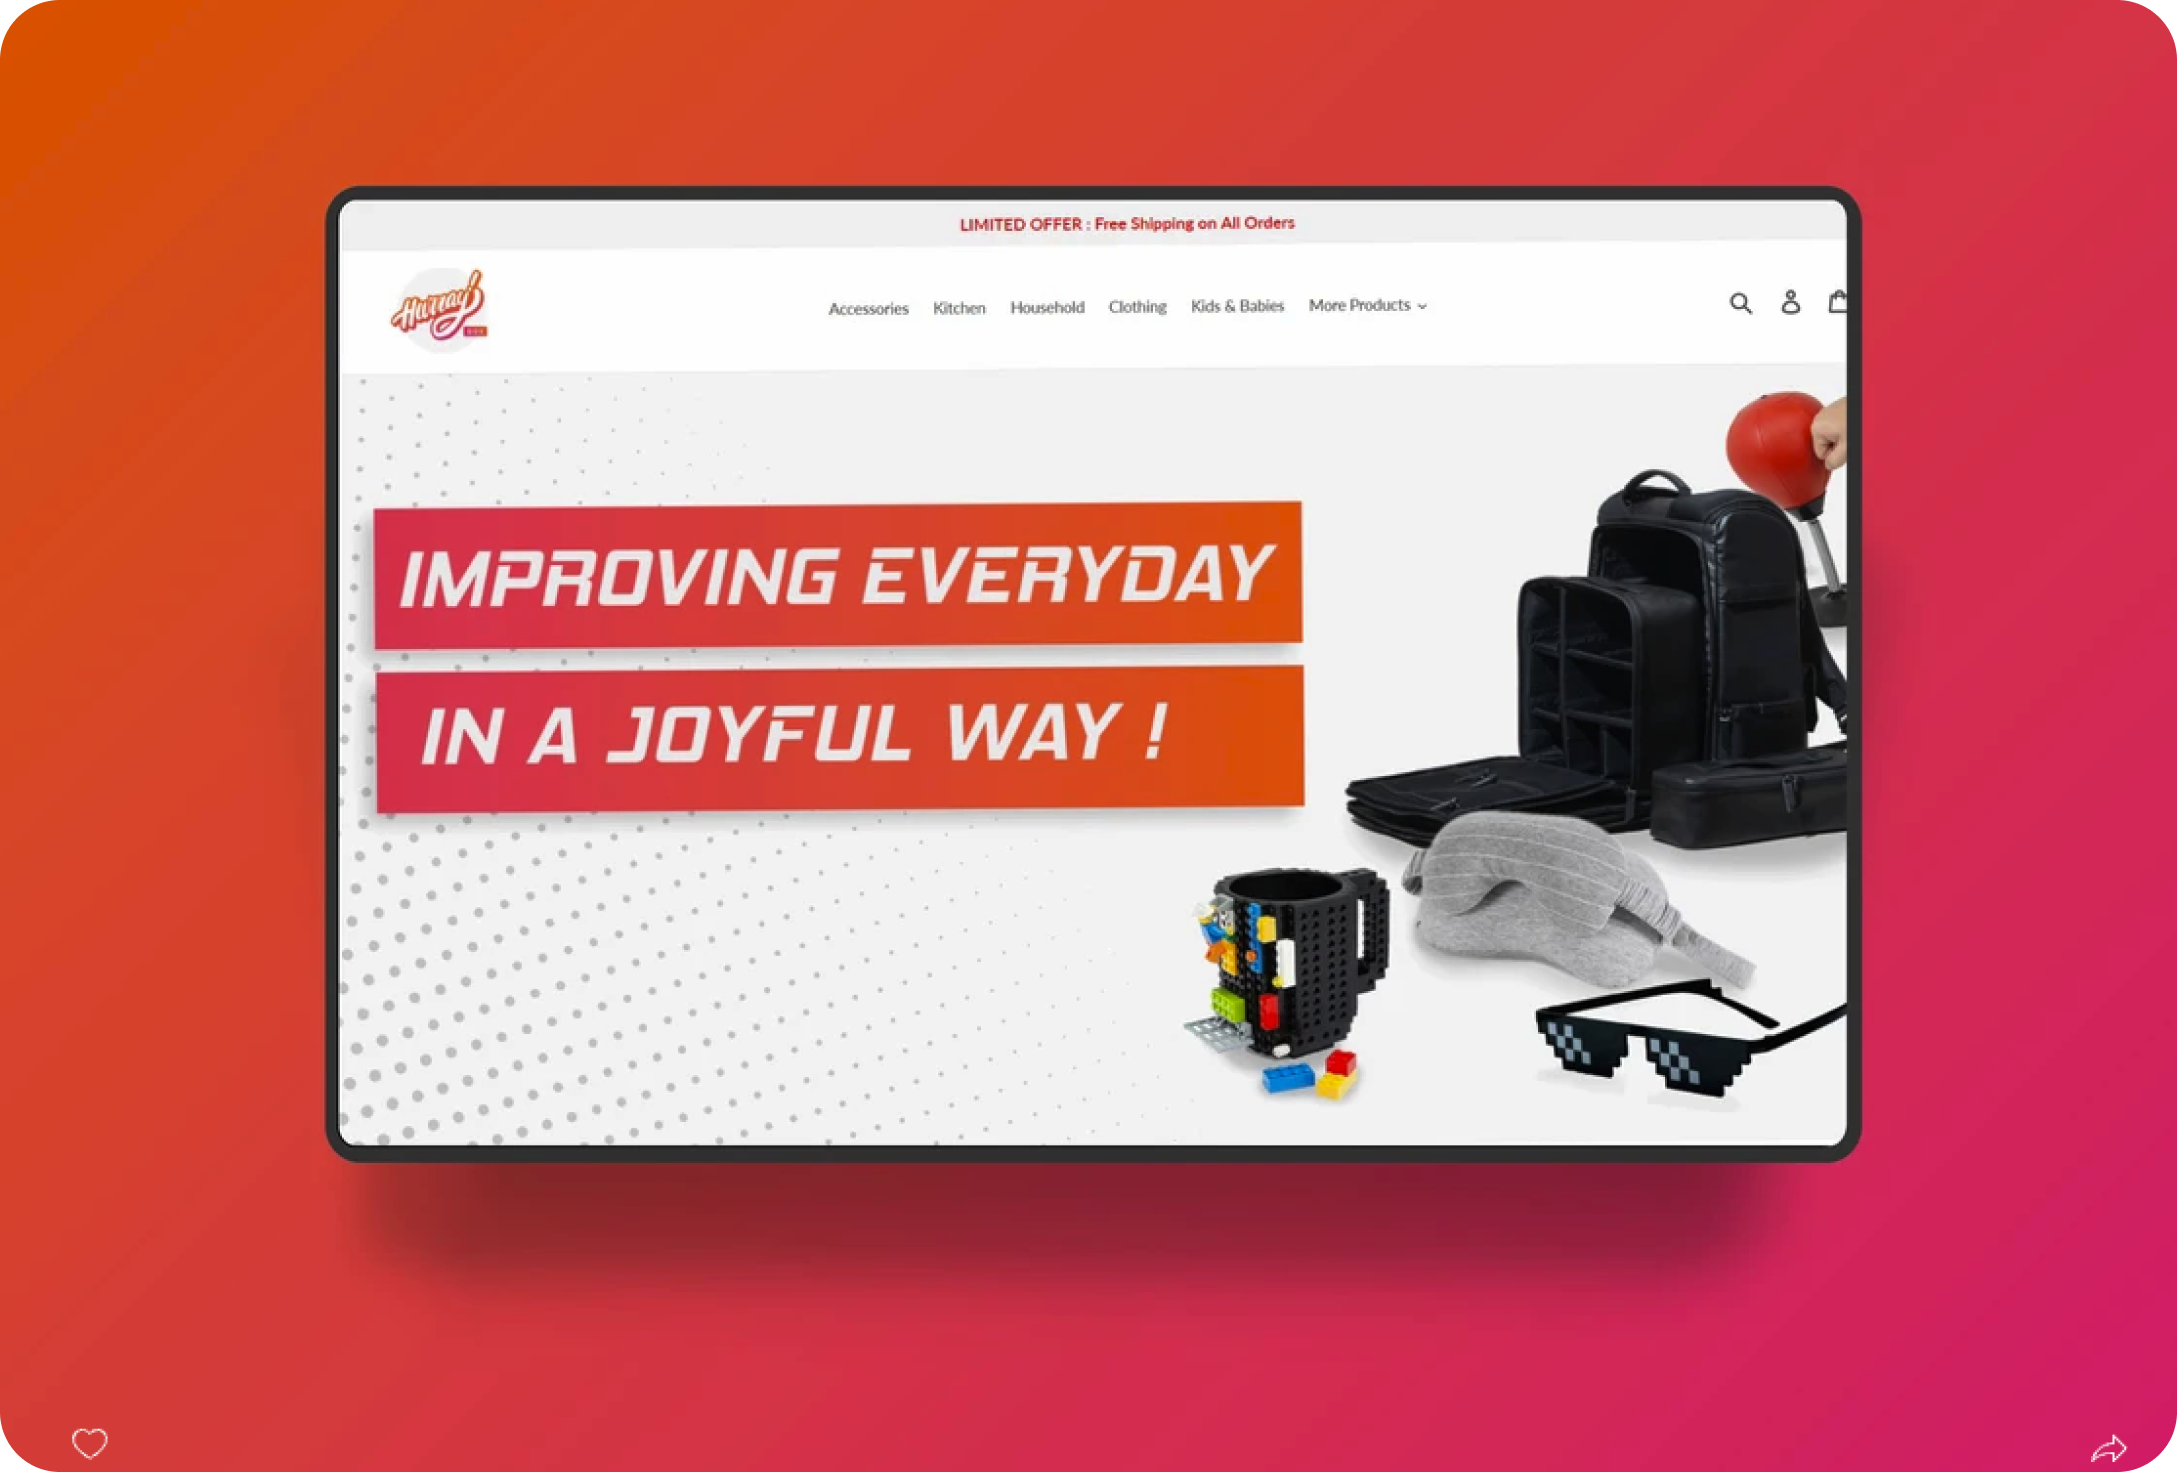 LIMITED OFFER : Free Shipping on All Orders
Hurray!
Accessories Kitchen Household Clothing Kids & Babies More Products
IMPROVING EVERYDAY
IN A JOYFUL WAY !